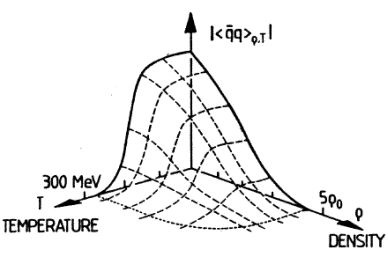 |<q̄q>ρ,T|
300 MeV
T
TEMPERATURE
5ρ₀
ρ
DENSITY